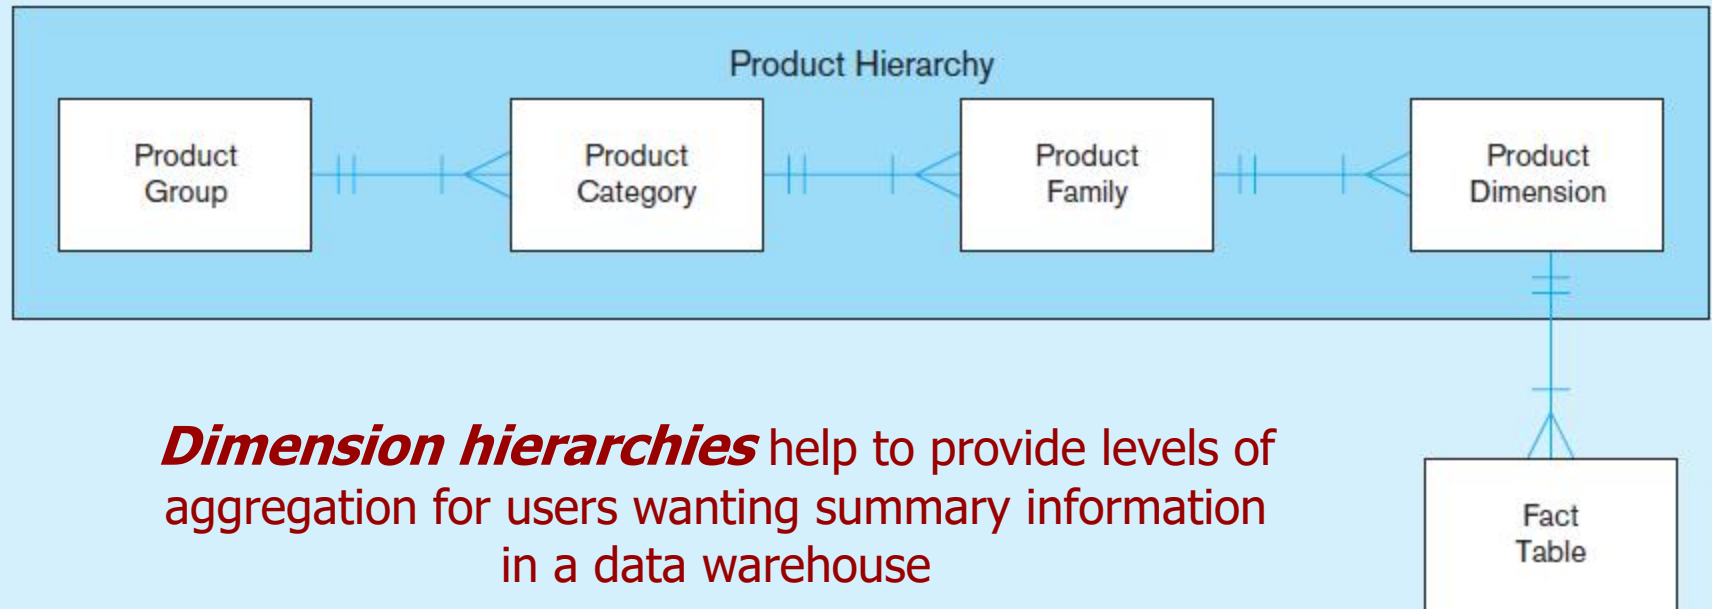 Product Hierarchy
Product
Group
Product
Category
Product
Family
Product
Dimension
Dimension hierarchies help to provide levels of
aggregation for users wanting summary information
in a data warehouse
Fact
Table